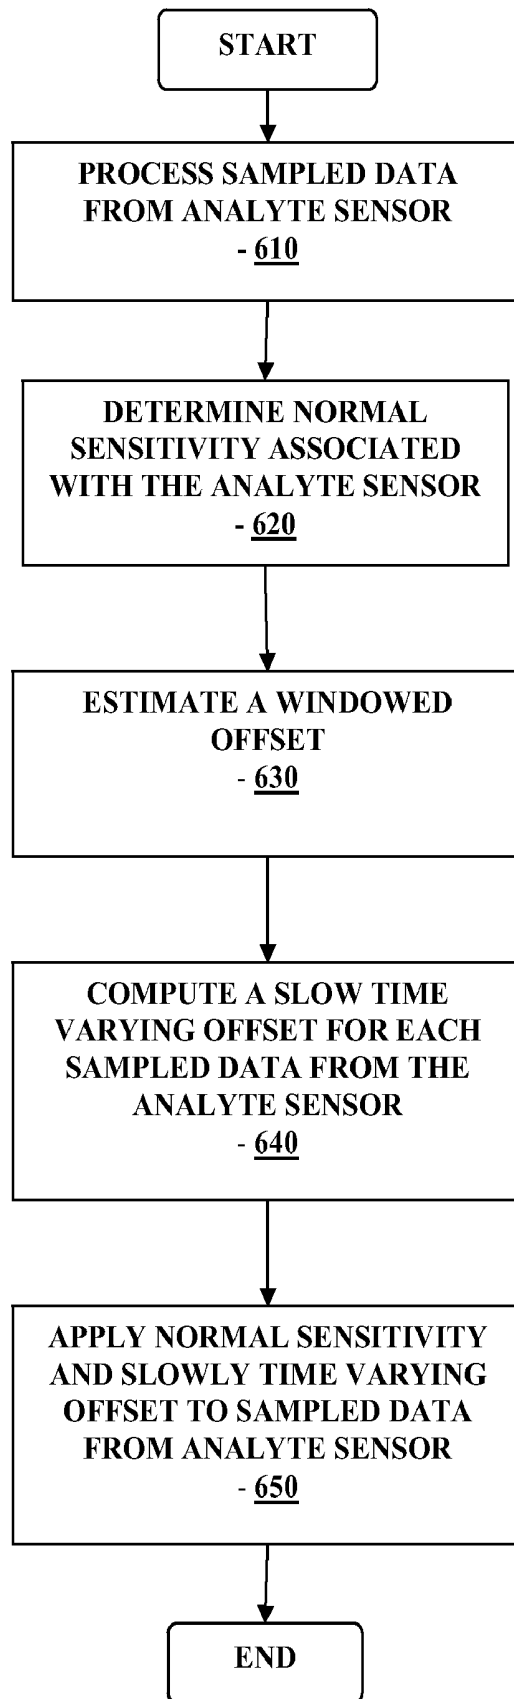 START
PROCESS SAMPLED DATA
FROM ANALYTE SENSOR
- 610
DETERMINE NORMAL
SENSITIVITY ASSOCIATED
WITH THE ANALYTE SENSOR
- 620
ESTIMATE A WINDOWED
OFFSET
- 630
COMPUTE A SLOW TIME
VARYING OFFSET FOR EACH
SAMPLED DATA FROM THE
ANALYTE SENSOR
- 640
APPLY NORMAL SENSITIVITY
AND SLOWLY TIME VARYING
OFFSET TO SAMPLED DATA
FROM ANALYTE SENSOR
- 650
END